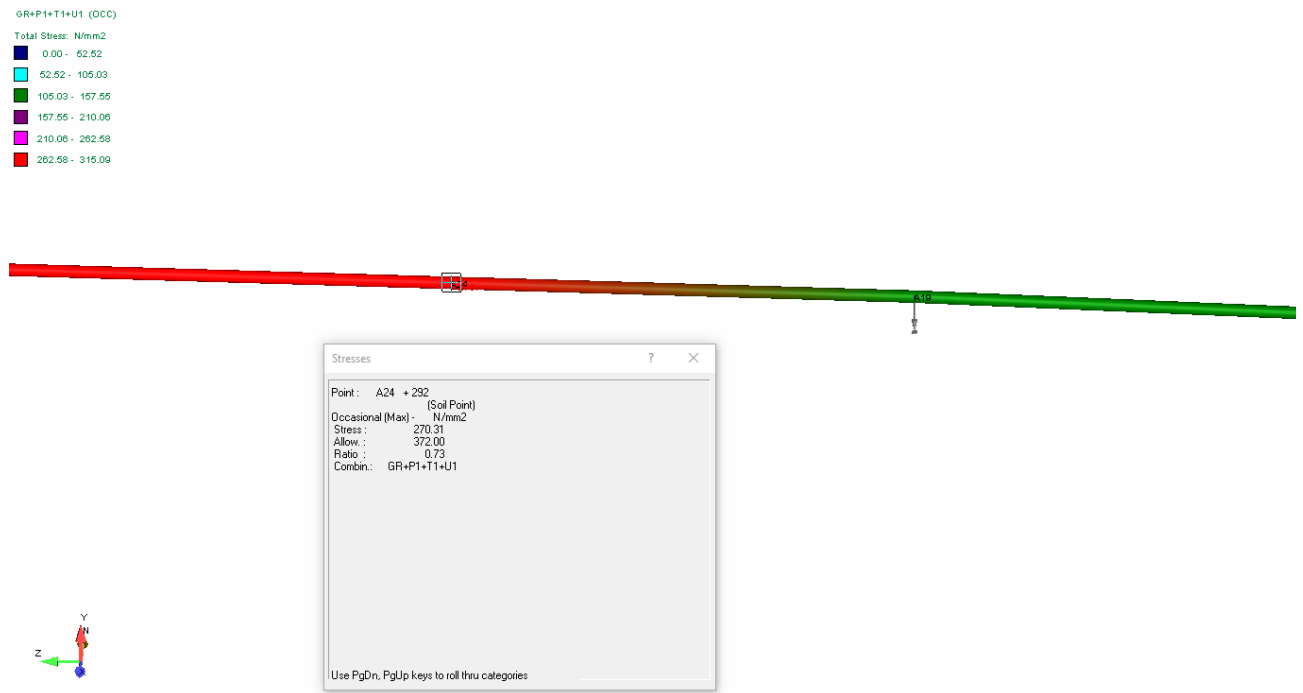 GR+P1+T1+U1 (OCC)
Total Stress: N/mm2
0.00 - 52.52
52.52 - 105.03
105.03 - 157.55
157.55 - 210.06
210.06 - 262.58
262.58 - 315.09
A19
Stresses ? ×
Point : A24 + 292
(Soil Point)
Occasional (Max) - N/mm2
Stress : 270.31
Allow. : 372.00
Ratio : 0.73
Combin.: GR+P1+T1+U1
Y
N
Z
Use PgDn, PgUp keys to roll thru categories